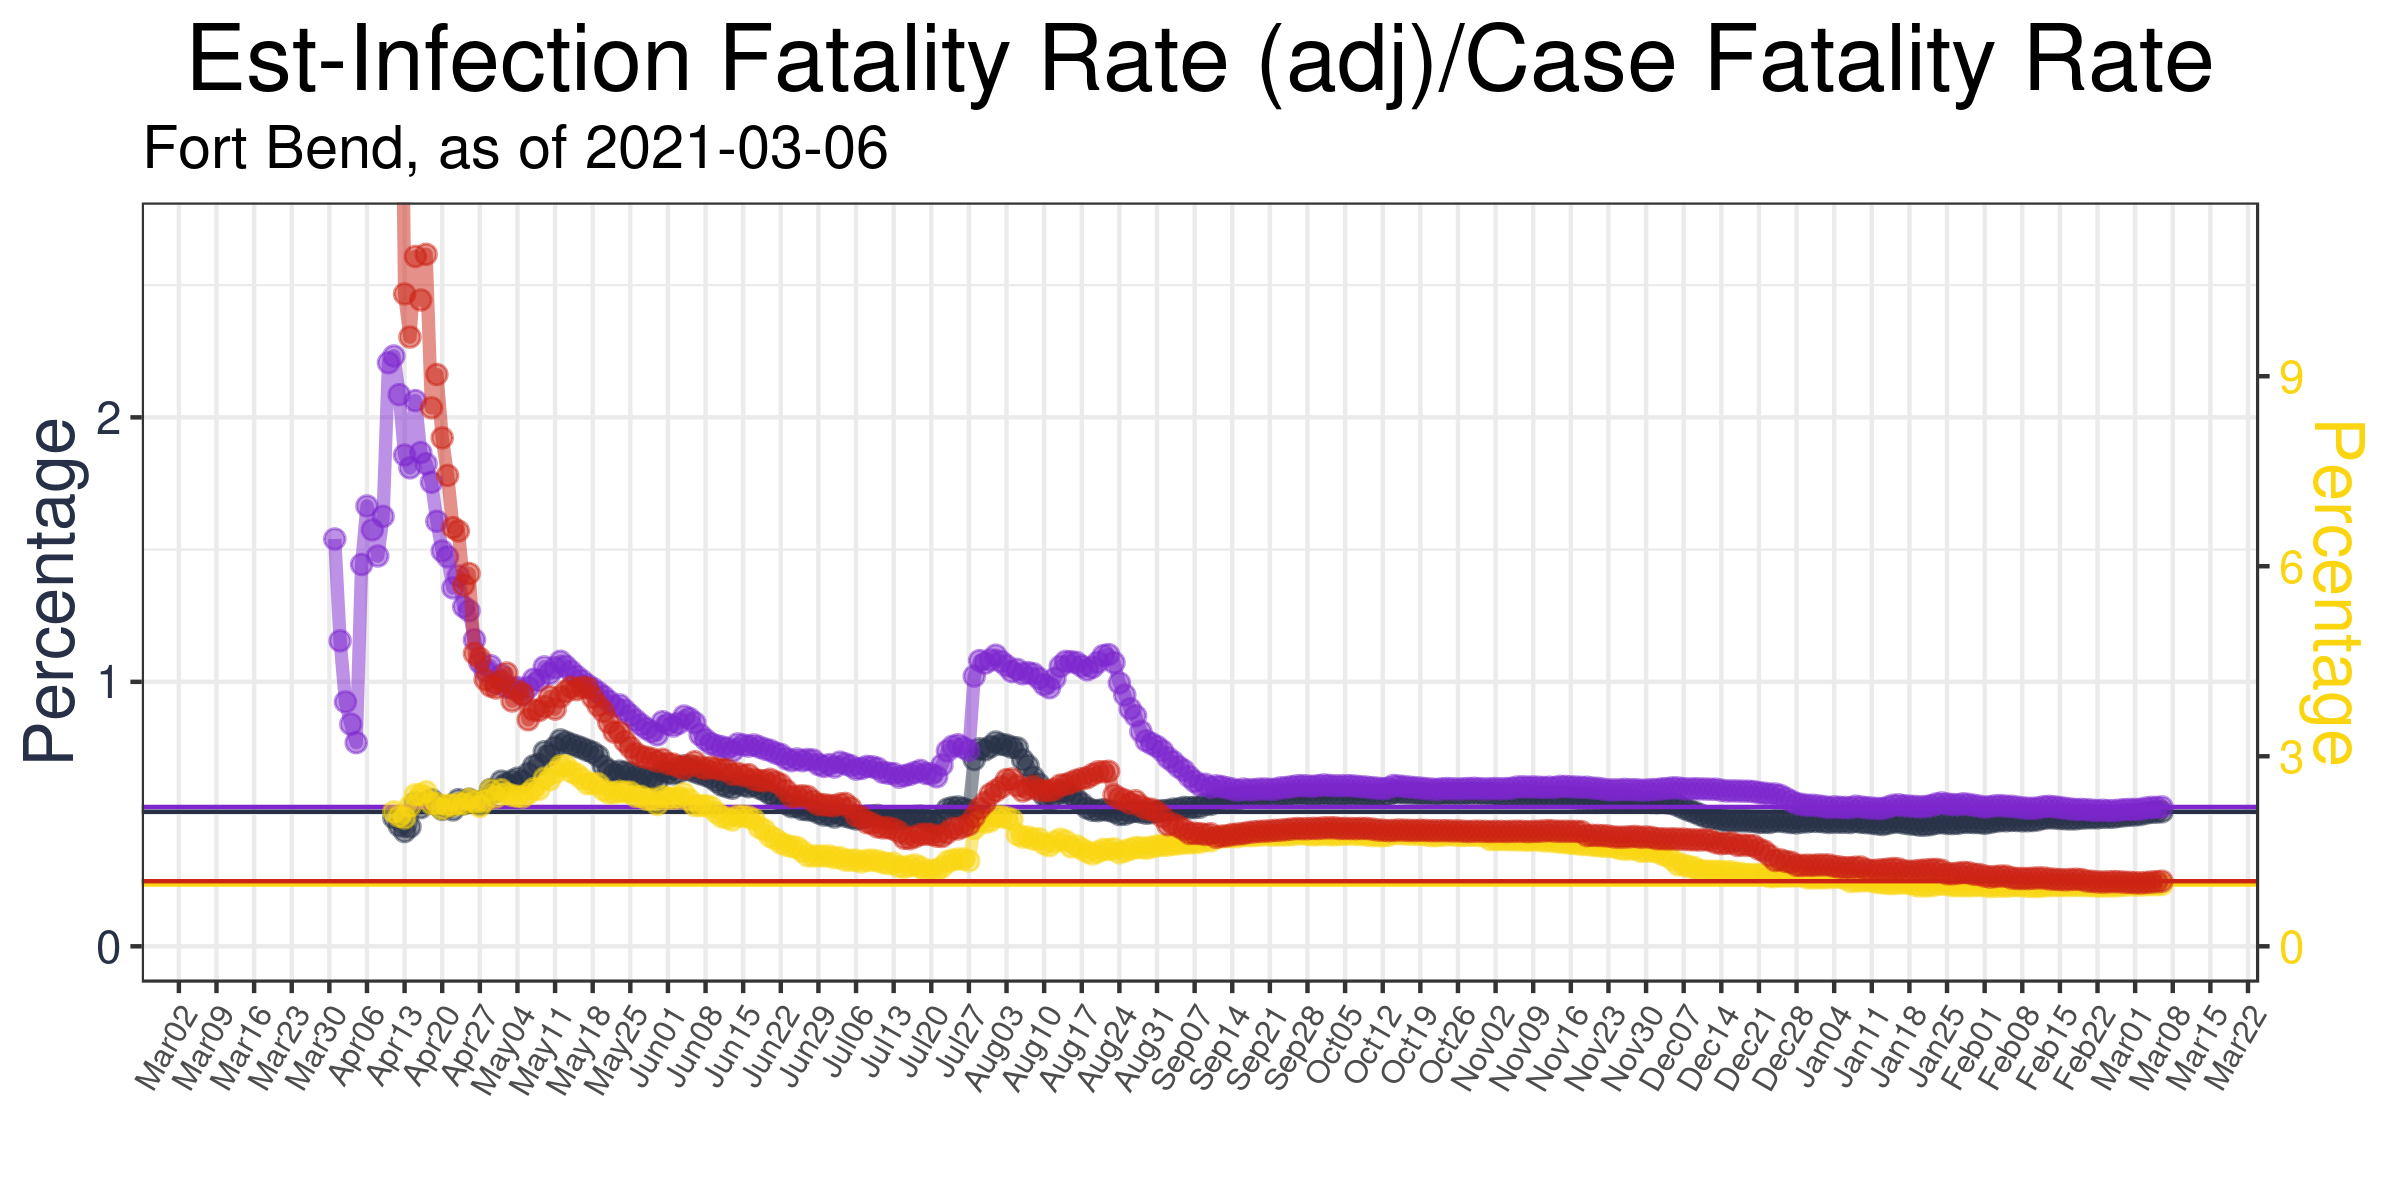 Est-Infection Fatality Rate (adj)/Case Fatality Rate
Fort Bend, as of 2021-03-06
Percentage
2
1
0
9
6
3
0
Percentage
Mar02
Mar09
Mar16
Mar23
Mar30
Apr06
Apr13
Apr20
Apr27
May04
May11
May18
May25
Jun01
Jun08
Jun15
Jun22
Jun29
Jul06
Jul13
Jul20
Jul27
Aug03
Aug10
Aug17
Aug24
Aug31
Sep07
Sep14
Sep21
Sep28
Oct05
Oct12
Oct19
Oct26
Nov02
Nov09
Nov16
Nov23
Nov30
Dec07
Dec14
Dec21
Dec28
Dec04
Jan11
Jan11
Jan18
Jan25
Feb01
Feb08
Feb15
Feb22
Mar01
Mar08
Mar15
Mar22